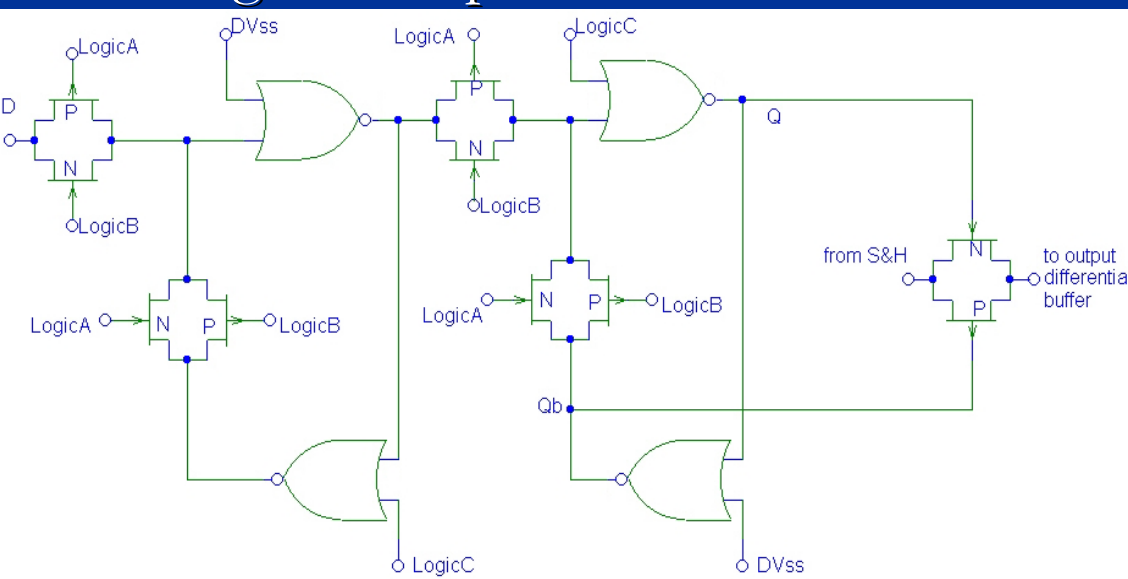 DVss
LogicC
LogicA
LogicA
D
P
P
Q
N
N
LogicB
LogicB
from S&H
N
to output
differentia
buffer
P
LogicA
N
P
LogicB
LogicA
N
P
LogicB
Qb
LogicC
DVss